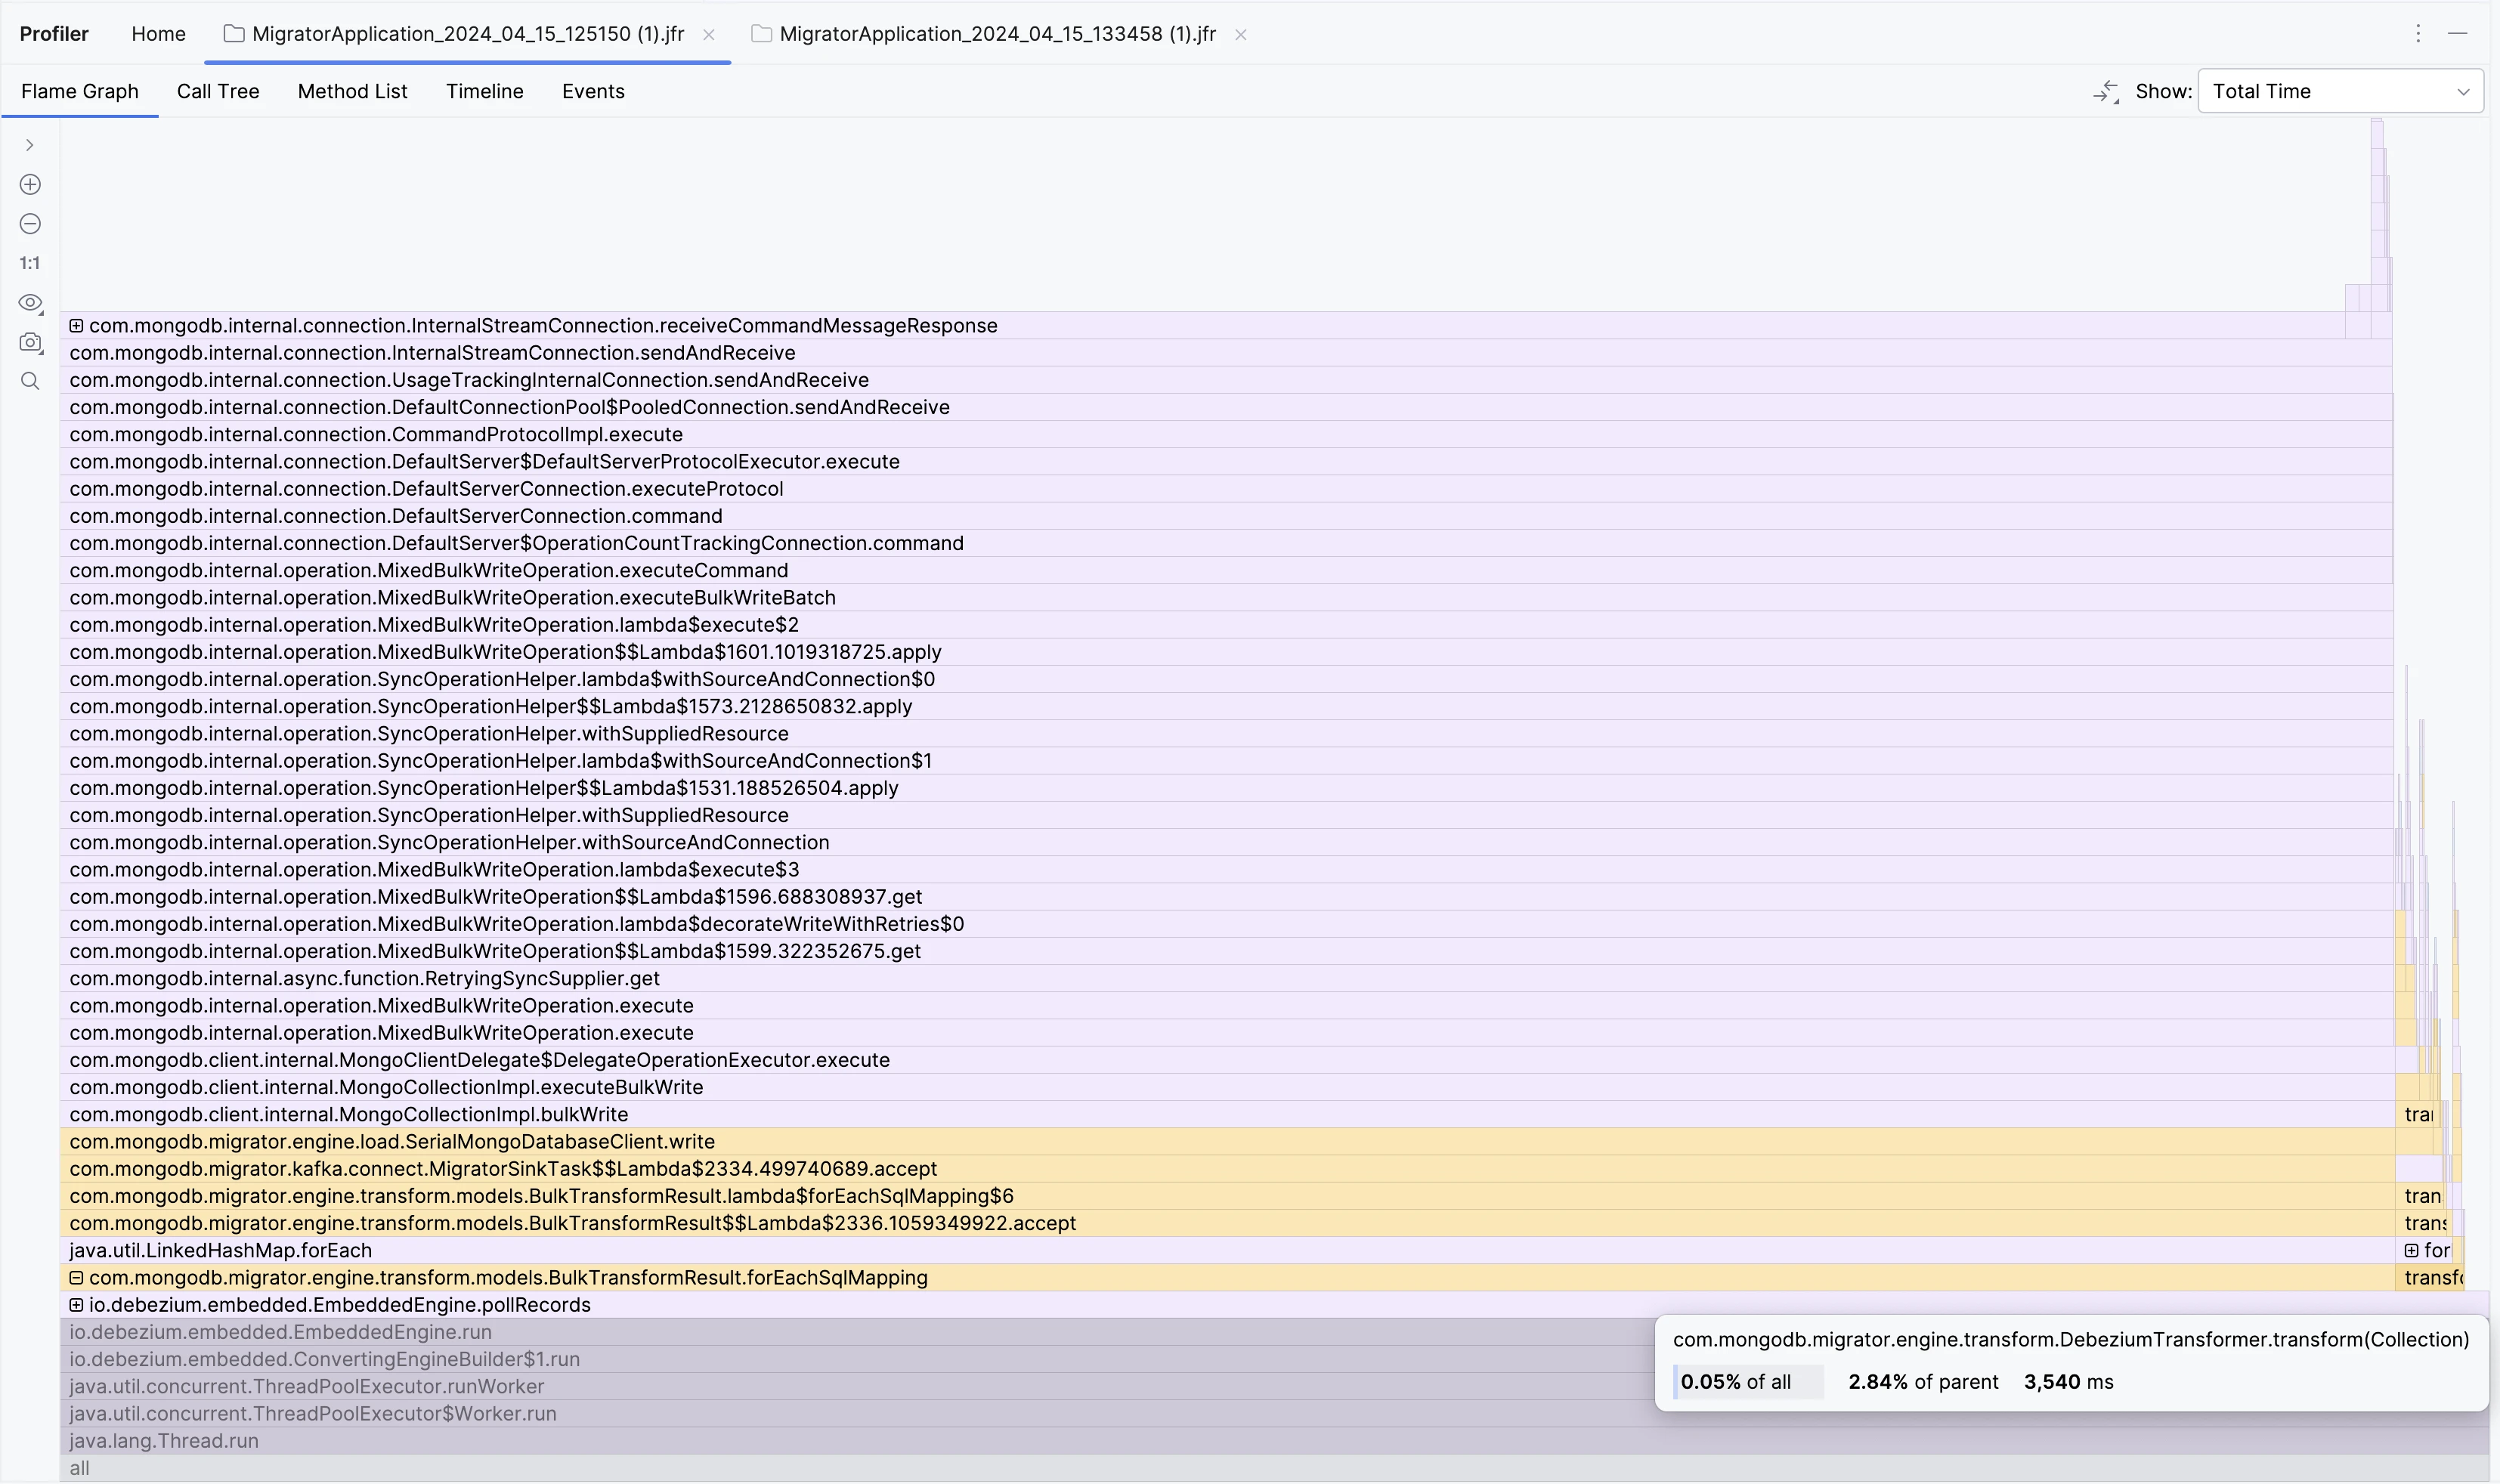 Profiler
Home
MigratorApplication_2024_04_15_125150 (1).jfr
MigratorApplication_2024_04_15_133458 (1).jfr
Flame Graph
Call Tree
Method List
Timeline
Events
Show:
Total Time
1:1
com.mongodb.internal.connection.InternalStreamConnection.receiveCommandMessageResponse
com.mongodb.internal.connection.InternalStreamConnection.sendAndReceive
com.mongodb.internal.connection.UsageTrackingInternalConnection.sendAndReceive
com.mongodb.internal.connection.DefaultConnectionPool$PooledConnection.sendAndReceive
com.mongodb.internal.connection.CommandProtocolImpl.execute
com.mongodb.internal.connection.DefaultServer$DefaultServerProtocolExecutor.execute
com.mongodb.internal.connection.DefaultServerConnection.executeProtocol
com.mongodb.internal.connection.DefaultServerConnection.command
com.mongodb.internal.connection.DefaultServer$OperationCountTrackingConnection.command
com.mongodb.internal.operation.MixedBulkWriteOperation.executeCommand
com.mongodb.internal.operation.MixedBulkWriteOperation.executeBulkWriteBatch
com.mongodb.internal.operation.MixedBulkWriteOperation.lambda$execute$2
com.mongodb.internal.operation.MixedBulkWriteOperation$$Lambda$1601.1019318725.apply
com.mongodb.internal.operation.SyncOperationHelper.lambda$withSourceAndConnection$0
com.mongodb.internal.operation.SyncOperationHelper$$Lambda$1573.2128650832.apply
com.mongodb.internal.operation.SyncOperationHelper.withSuppliedResource
com.mongodb.internal.operation.SyncOperationHelper.lambda$withSourceAndConnection$1
com.mongodb.internal.operation.SyncOperationHelper$$Lambda$1531.188526504.apply
com.mongodb.internal.operation.SyncOperationHelper.withSuppliedResource
com.mongodb.internal.operation.SyncOperationHelper.withSourceAndConnection
com.mongodb.internal.operation.MixedBulkWriteOperation.lambda$execute$3
com.mongodb.internal.operation.MixedBulkWriteOperation$$Lambda$1596.688308937.get
com.mongodb.internal.operation.MixedBulkWriteOperation.lambda$decorateWriteWithRetries$0
com.mongodb.internal.operation.MixedBulkWriteOperation$$Lambda$1599.322352675.get
com.mongodb.internal.async.function.RetryingSyncSupplier.get
com.mongodb.internal.operation.MixedBulkWriteOperation.execute
com.mongodb.internal.operation.MixedBulkWriteOperation.execute
com.mongodb.client.internal.MongoClientDelegate$DelegateOperationExecutor.execute
com.mongodb.client.internal.MongoCollectionImpl.executeBulkWrite
com.mongodb.client.internal.MongoCollectionImpl.bulkWrite
tra
com.mongodb.migrator.engine.load.SerialMongoDatabaseClient.write
com.mongodb.migrator.kafka.connect.MigratorSinkTask$$Lambda$2334.499740689.accept
com.mongodb.migrator.engine.transform.models.BulkTransformResult.lambda$forEachSqlMapping$6
tran
com.mongodb.migrator.engine.transform.models.BulkTransformResult$$Lambda$2336.1059349922.accept
trans
java.util.LinkedHashMap.forEach
for
com.mongodb.migrator.engine.transform.models.BulkTransformResult.forEachSqlMapping
transfo
io.debezium.embedded.EmbeddedEngine.pollRecords
io.debezium.embedded.EmbeddedEngine.run
io.debezium.embedded.ConvertingEngineBuilder$1.run
java.util.concurrent.ThreadPoolExecutor.runWorker
java.util.concurrent.ThreadPoolExecutor$Worker.run
java.lang.Thread.run
all
com.mongodb.migrator.engine.transform.DebeziumTransformer.transform(Collection)
0.05% of all 2.84% of parent 3,540 ms